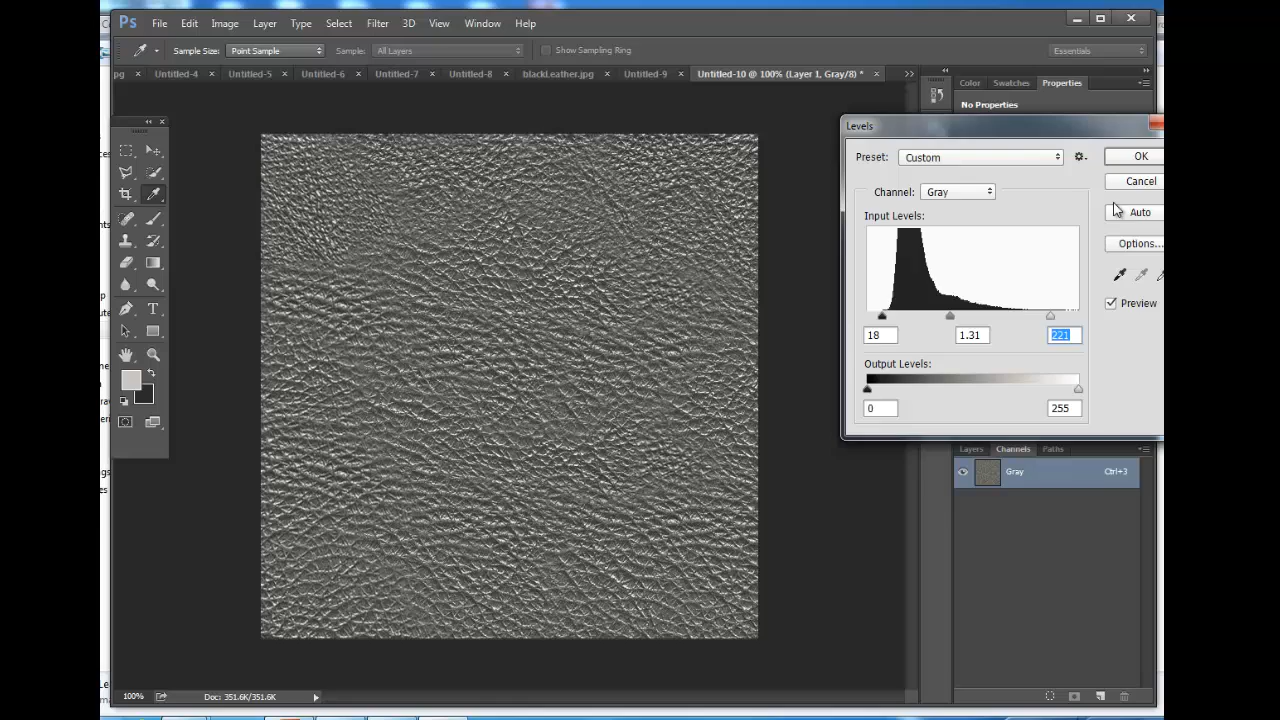 Ps File Edit Image Layer Type Select Filter 3D View Window Help
Sample Size: Point Sample Sample: All Layers Show Sampling Ring Essentials
pg × Untitled-4 × Untitled-5 × Untitled-6 × Untitled-7 × Untitled-8 × blackLeather.jpg × Untitled-9 × Untitled-10 @ 100% (Layer 1, Gray/8) * ×
Color Swatches Properties
No Properties
Levels
Preset: Custom
OK
Cancel
Channel: Gray
Auto
Input Levels:
Options...
Preview
18 1.31 221
Output Levels:
0 255
Layers Channels Paths
Gray Ctrl+3
100% Doc: 351.6K/351.6K